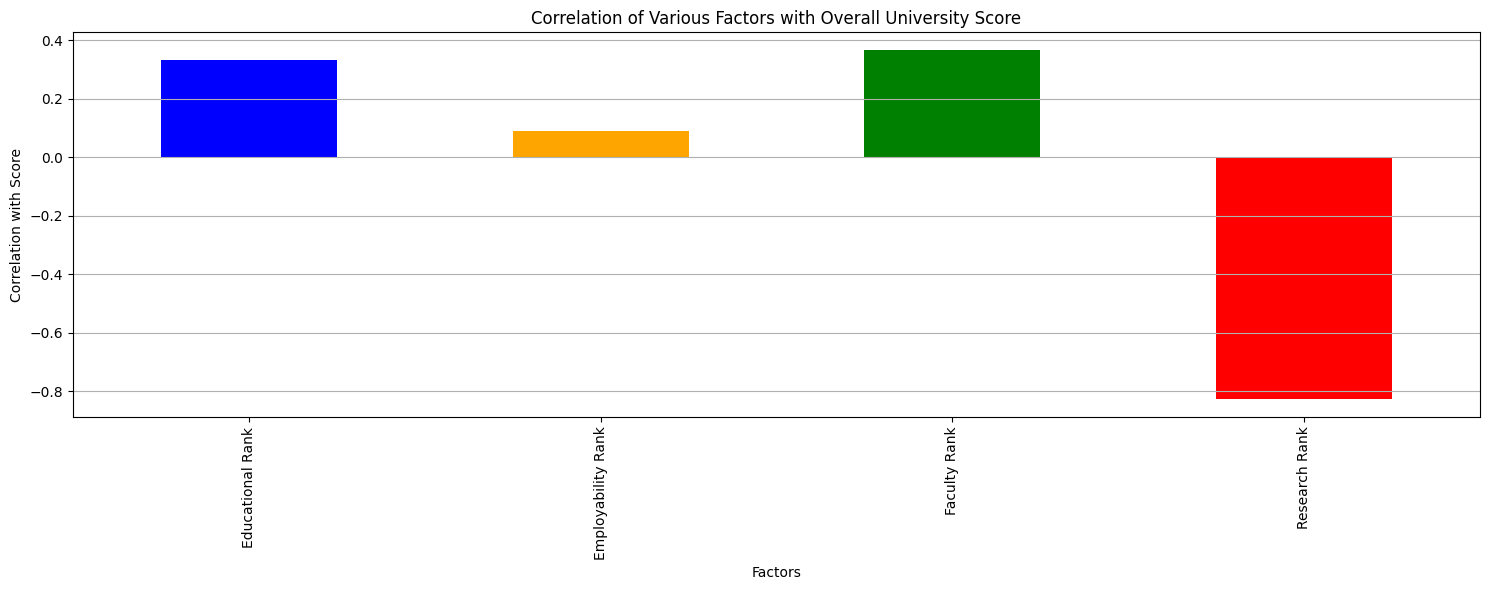 Correlation of Various Factors with Overall University Score
0.4
0.2
0.0
−0.2
−0.4
−0.6
−0.8
Correlation with Score
Educational Rank
Employability Rank
Faculty Rank
Research Rank
Factors